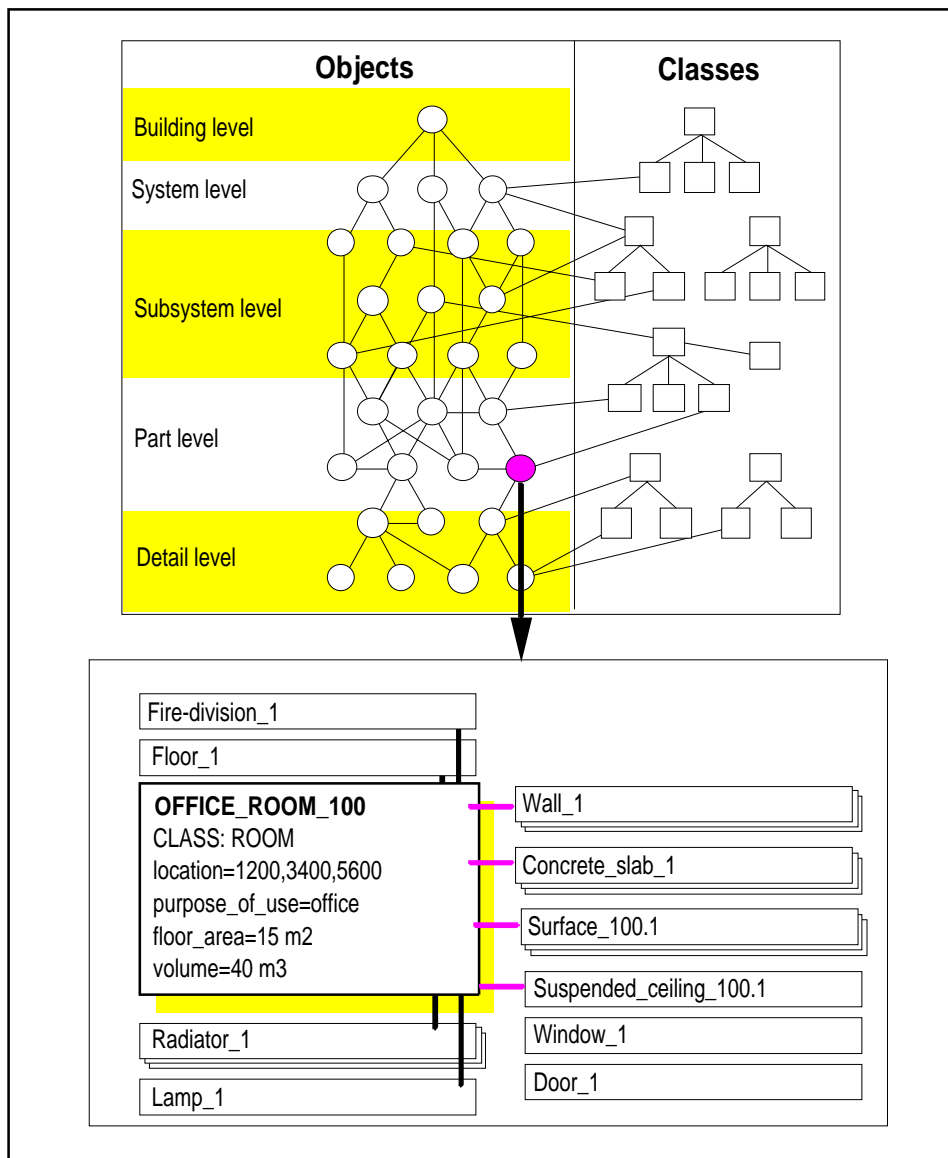 Objects
Classes
Building level
System level
Subsystem level
Part level
Detail level
Fire-division_1
Floor_1
OFFICE_ROOM_100
CLASS: ROOM
location=1200,3400,5600
purpose_of_use=office
floor_area=15 m2
volume=40 m3
Radiator_1
Lamp_1
Wall_1
Concrete_slab_1
Surface_100.1
Suspended_ceiling_100.1
Window_1
Door_1